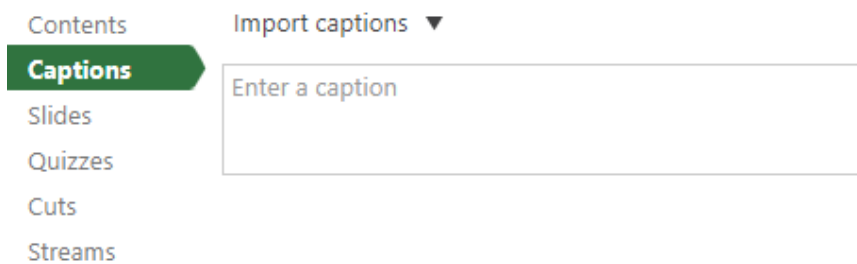 Contents
Captions
Slides
Quizzes
Cuts
Streams
Import captions ▼
Enter a caption